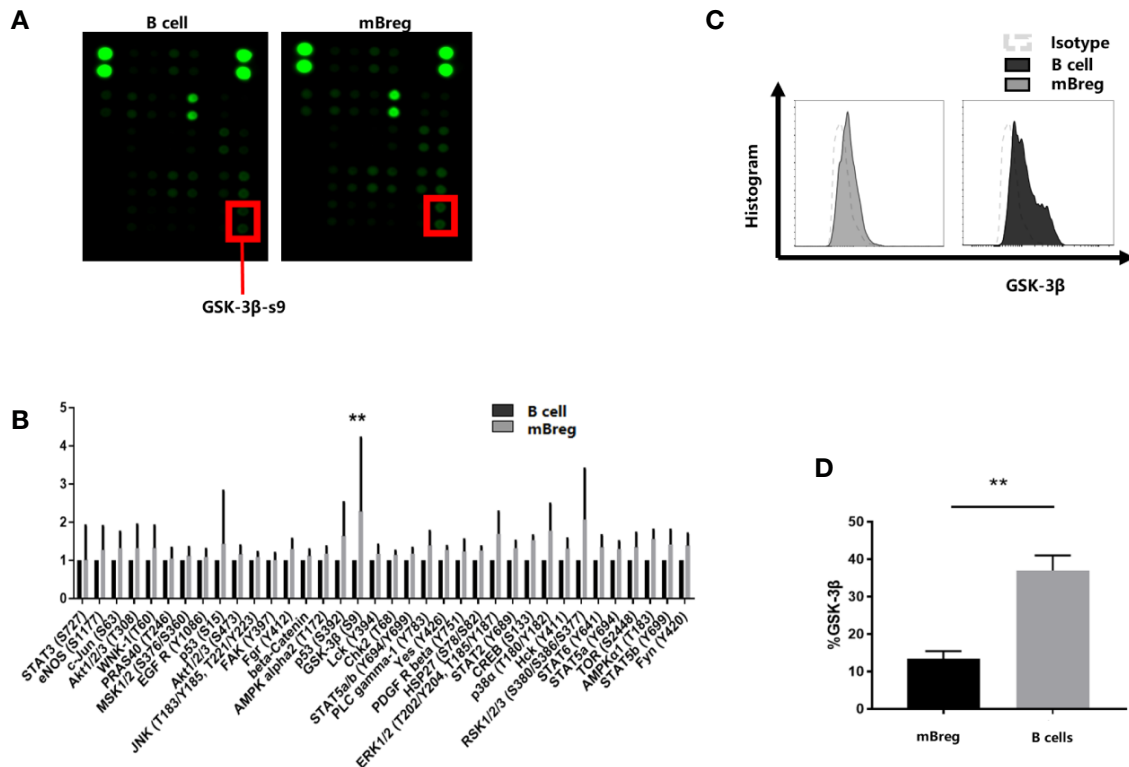 A
B cell
mBreg
GSK-3β-s9
C
Isotype
B cell
mBreg
Histogram
GSK-3β
B
5
4
3
2
1
0
**
B cell
mBreg
STAT3 (S727)
eNOS (S1177)
c-Jun (S63)
Akt1/2/3 (T308)
WNK-1 (T60)
PRAS40 (T246)
MSK1/2 (S376/S360)
EGF R (Y1086)
p53 (S15)
Akt1/2/3 (S473)
JNK (T183/Y185, T221/Y223)
FAK (Y397)
Fgr (Y412)
beta-Catenin
AMPK alpha2 (T172)
p53 (S392)
GSK-3β (S9)
Lck (Y394)
Chk2 (T68)
STAT5a/b (Y694/Y699)
PLC gamma-1 (Y783)
Yes (Y426)
PDGF R beta (Y751)
HSP27 (S78/S82)
ERK1/2 (T202/Y204, T185/Y187)
STAT2 (Y689)
CREB (S133)
p38α (T180/Y182)
Hck (Y411)
RSK1/2/3 (S380/S386/S377)
STAT6 (Y641)
STAT5a (Y694)
TOR (S2448)
AMPKα1 (T183)
STAT5b (Y699)
Fyn (Y420)
D
**
%GSK-3β
50
40
30
20
10
0
mBreg
B cells